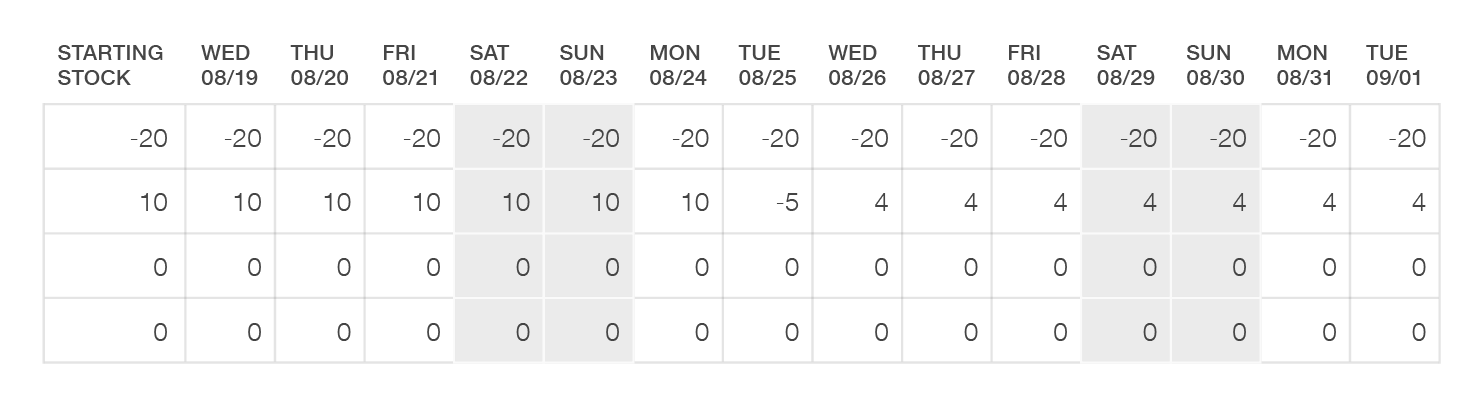 STARTING WED THU FRI SAT SUN MON TUE WED THU FRI SAT SUN MON TUE
STOCK 08/19 08/20 08/21 08/22 08/23 08/24 08/25 08/26 08/27 08/28 08/29 08/30 08/31 09/01
-20 -20 -20 -20 -20 -20 -20 -20 -20 -20 -20 -20 -20 -20 -20
10 10 10 10 10 10 10 -5 4 4 4 4 4 4 4
0 0 0 0 0 0 0 0 0 0 0 0 0 0 0
0 0 0 0 0 0 0 0 0 0 0 0 0 0 0